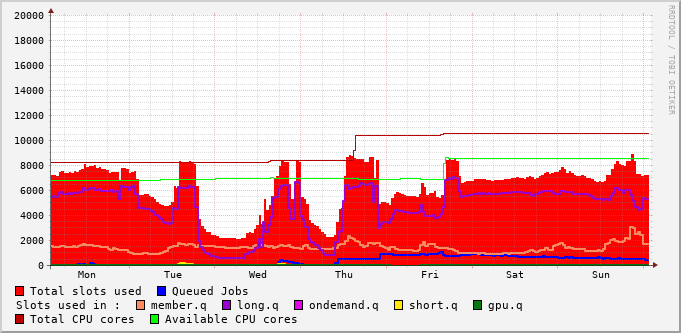 20000
18000
16000
14000
12000
10000
8000
6000
4000
2000
0
Mon Tue Wed Thu Fri Sat Sun
RRDTOOL / TOBI OETIKER
Total slots used Queued Jobs
Slots used in : member.q long.q ondemand.q short.q gpu.q
Total CPU cores Available CPU cores